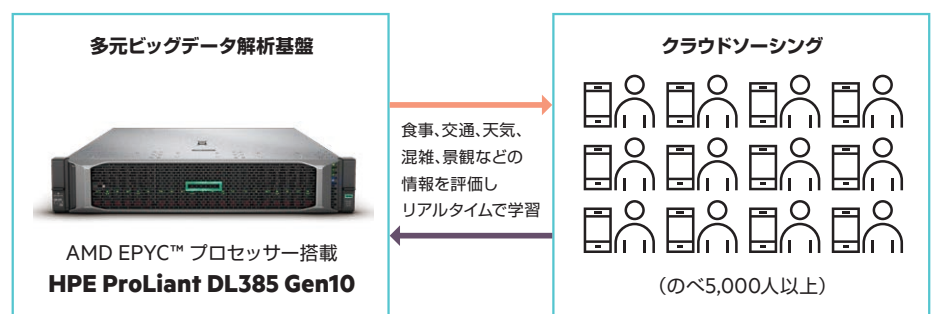 多元ビッグデータ解析基盤
AMD EPYC™ プロセッサー搭載
HPE ProLiant DL385 Gen10
食事、交通、天気、
混雑、景観などの
情報を評価し
リアルタイムで学習
クラウドソーシング
（のべ5,000人以上）